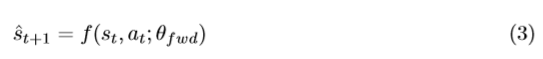 ŝ_{t+1} = f(s_t, a_t; θ_{fwd}) (3)